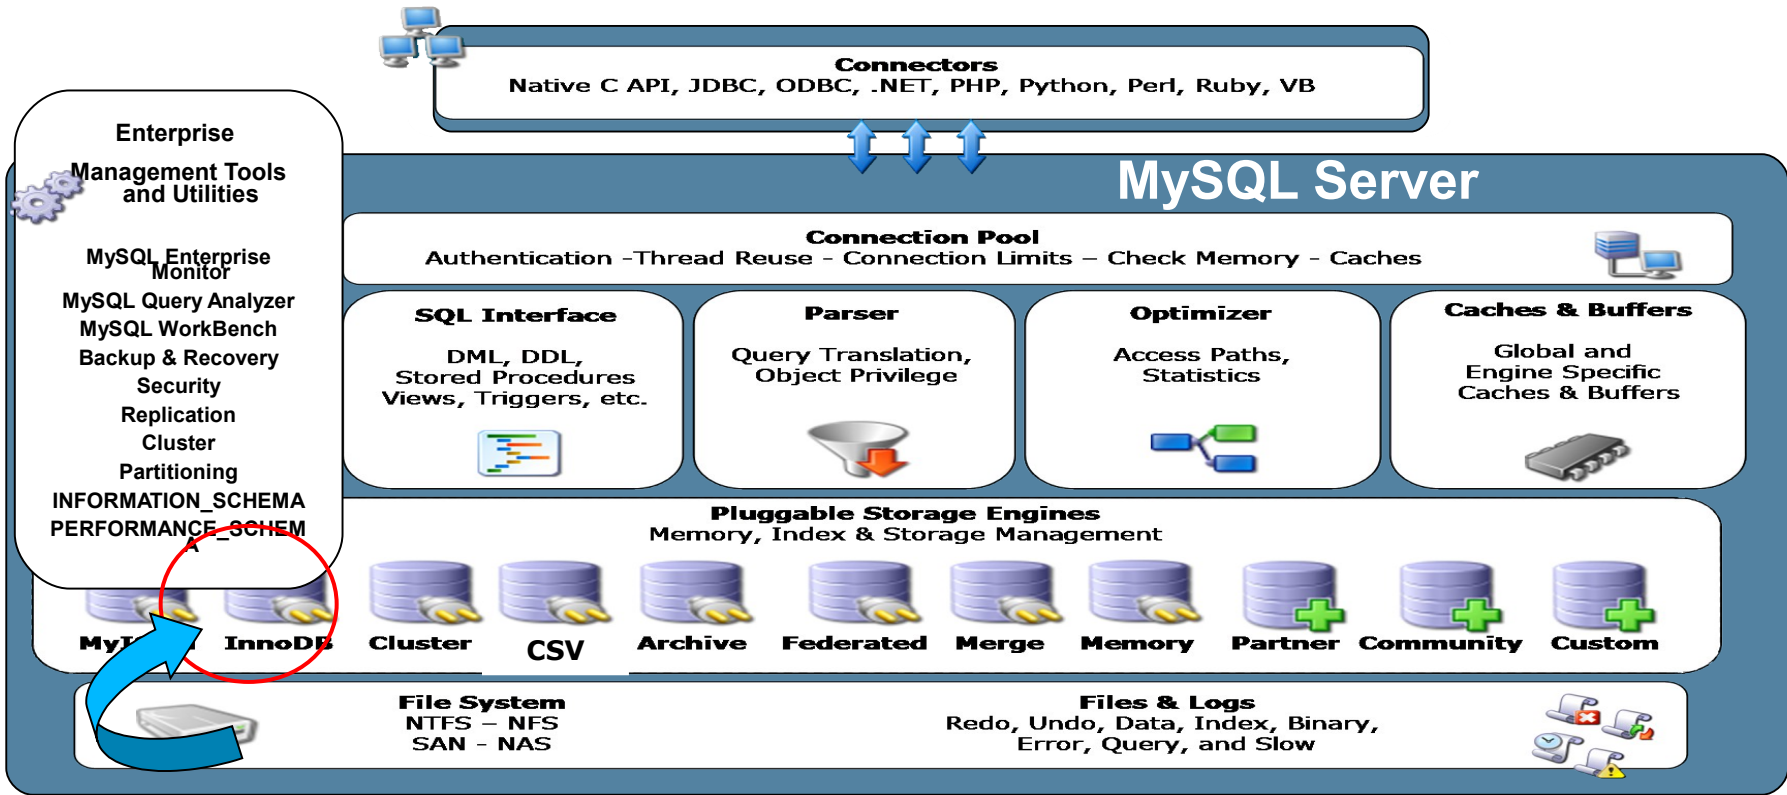 Connectors
Native C API, JDBC, ODBC, .NET, PHP, Python, Perl, Ruby, VB
Enterprise
Management Tools
and Utilities
MySQL Enterprise
Monitor
MySQL Query Analyzer
MySQL WorkBench
Backup & Recovery
Security
Replication
Cluster
Partitioning
INFORMATION_SCHEMA
PERFORMANCE_SCHEM
A
MySQL Server
Connection Pool
Authentication -Thread Reuse - Connection Limits – Check Memory - Caches
SQL Interface
DML, DDL,
Stored Procedures
Views, Triggers, etc.
Parser
Query Translation,
Object Privilege
Optimizer
Access Paths,
Statistics
Caches & Buffers
Global and
Engine Specific
Caches & Buffers
Pluggable Storage Engines
Memory, Index & Storage Management
InnoDB
Cluster
CSV
Archive
Federated
Merge
Memory
Partner
Community
Custom
File System
NTFS – NFS
SAN - NAS
Files & Logs
Redo, Undo, Data, Index, Binary,
Error, Query, and Slow